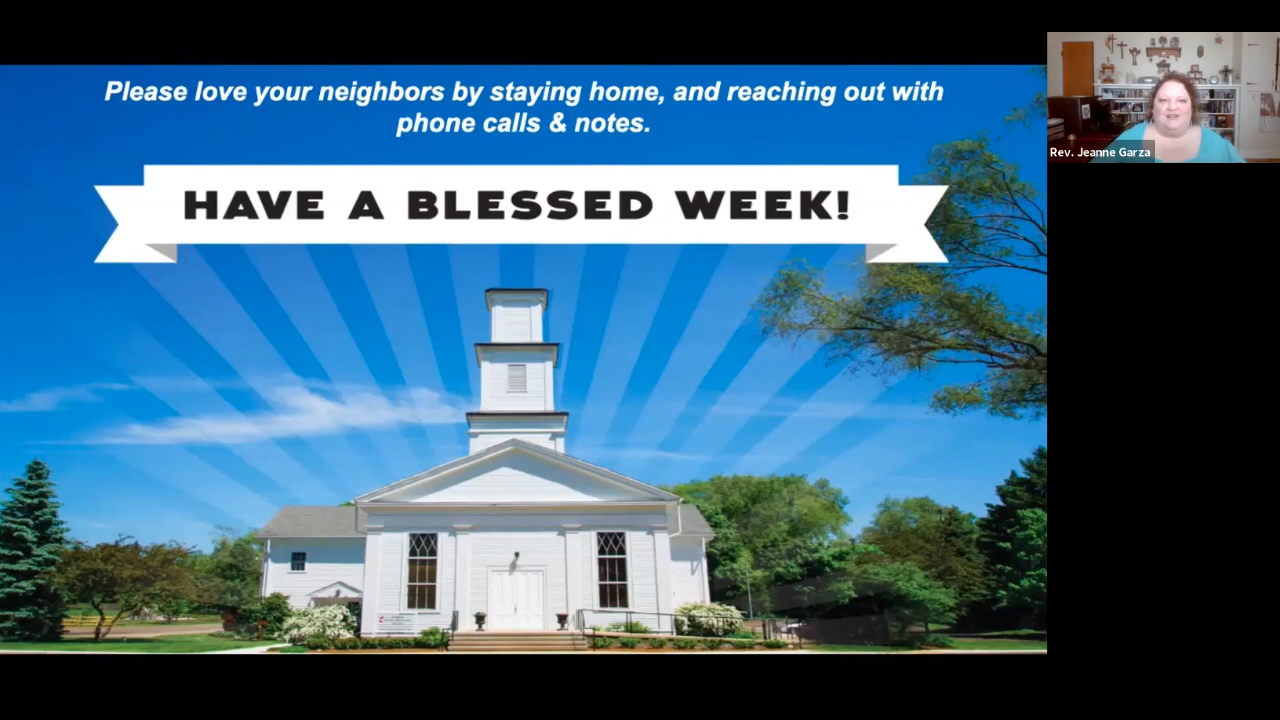 Please love your neighbors by staying home, and reaching out with
phone calls & notes.
HAVE A BLESSED WEEK!
Rev. Jeanne Garza